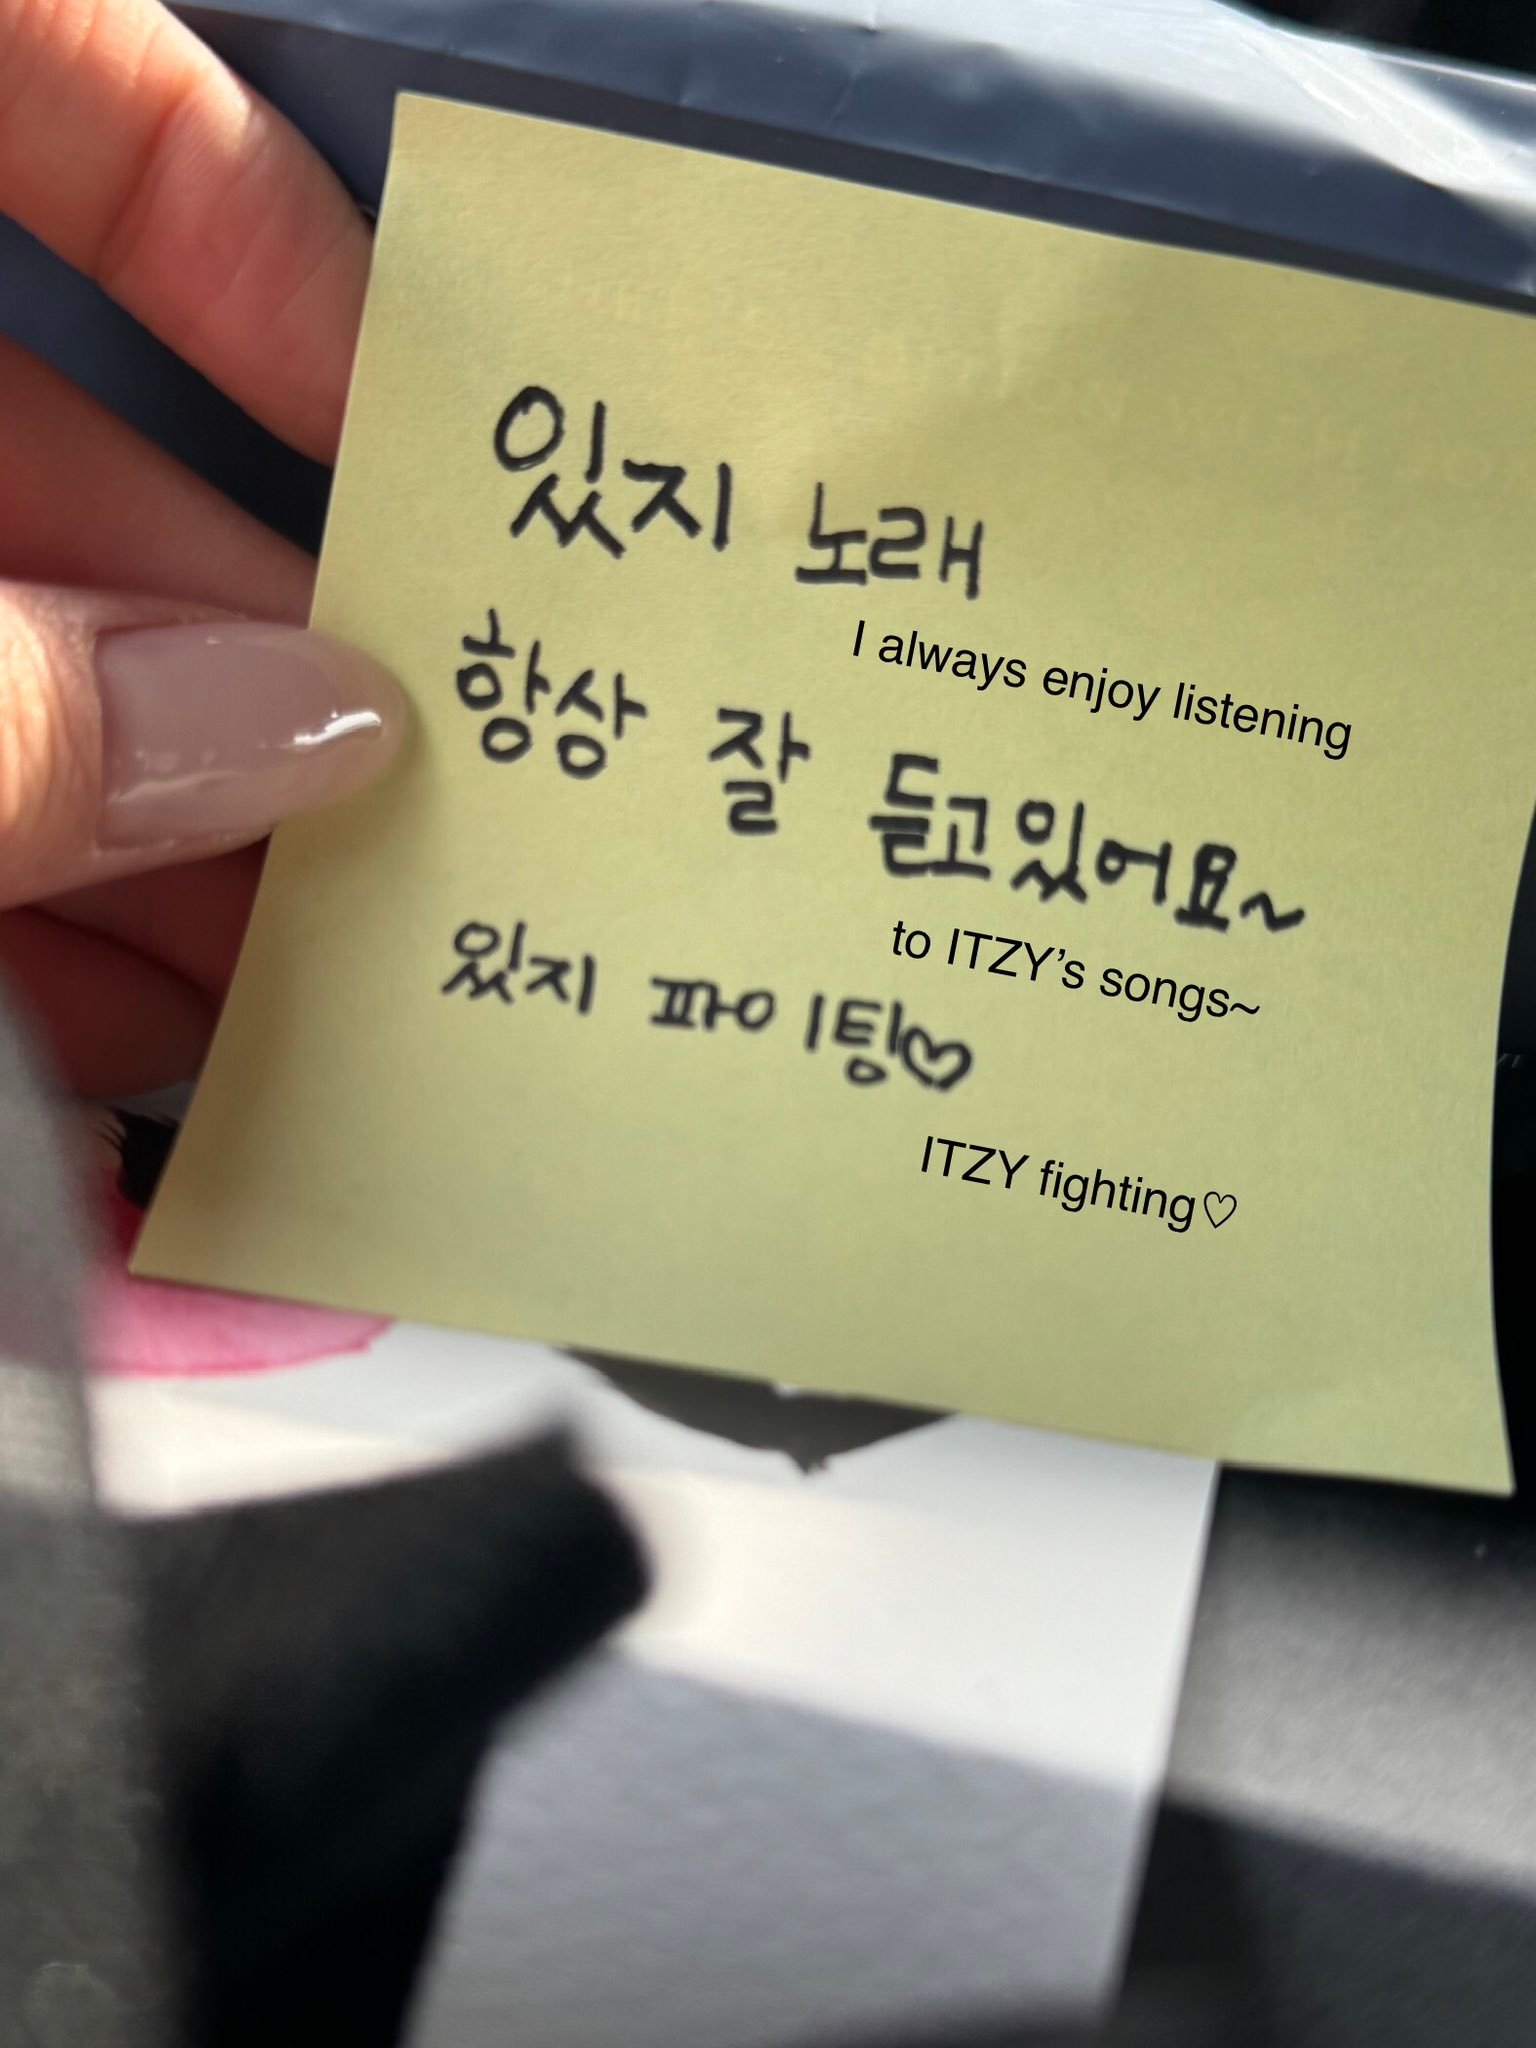 있지 노래
I always enjoy listening
항상 잘 듣고있어요~
to ITZY’s songs~
있지 파이팅♡
ITZY fighting♡